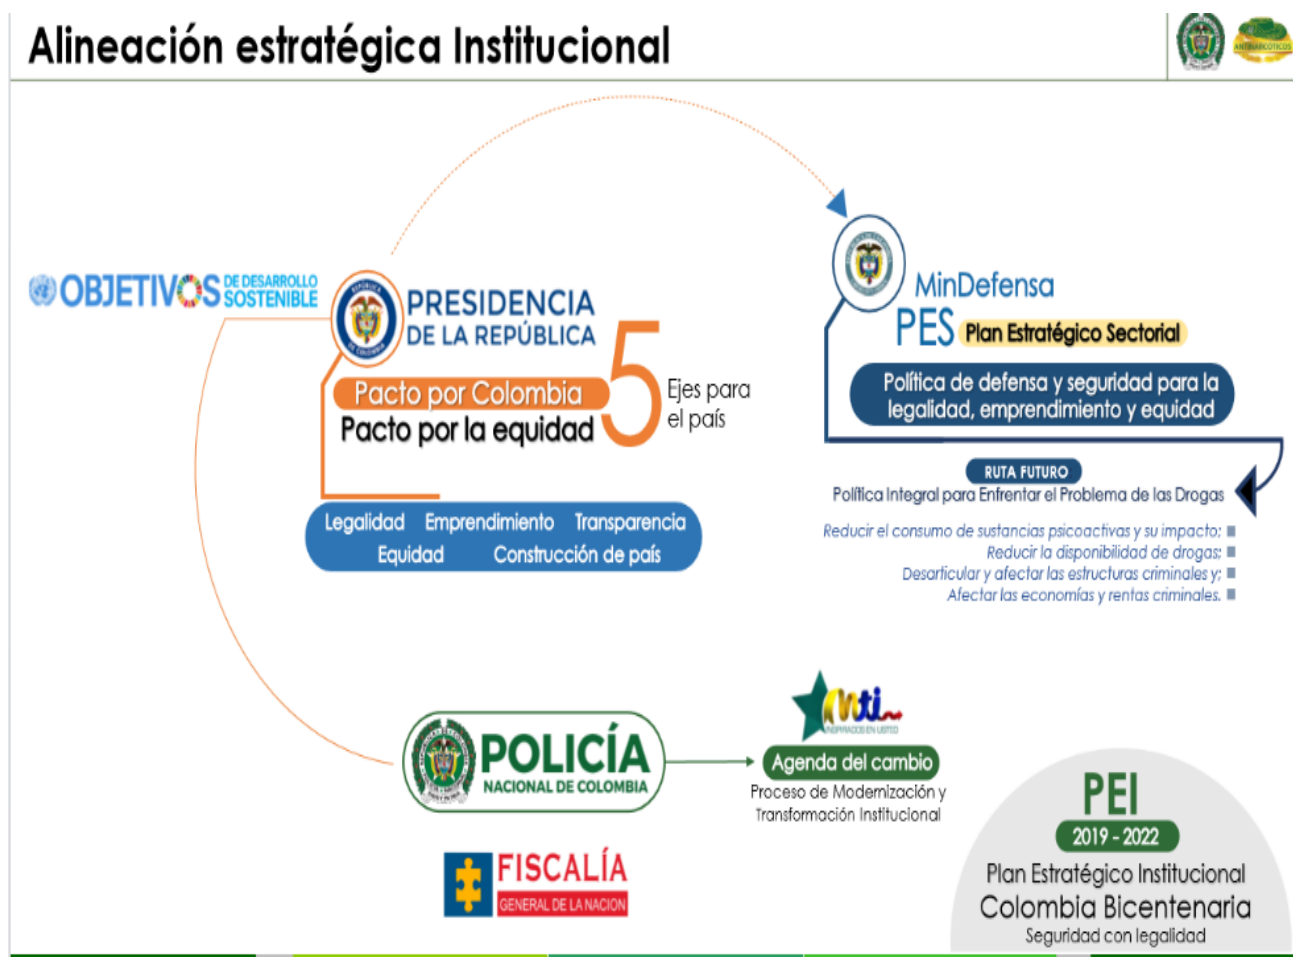 Alineación estratégica Institucional
ANTINARCÓTICOS
OBJETIVOS DE DESARROLLO
SOSTENIBLE
PRESIDENCIA
DE LA REPÚBLICA
Pacto por Colombia
Pacto por la equidad
5
Ejes para
el país
Legalidad Emprendimiento Transparencia
Equidad Construcción de país
MinDefensa
PES Plan Estratégico Sectorial
Política de defensa y seguridad para la
legalidad, emprendimiento y equidad
RUTA FUTURO
Política Integral para Enfrentar el Problema de las Drogas
Reducir el consumo de sustancias psicoactivas y su impacto;
Reducir la disponibilidad de drogas;
Desarticular y afectar las estructuras criminales y;
Afectar las economías y rentas criminales.
POLICÍA
NACIONAL DE COLOMBIA
mti
INSPIRADOS EN USTED
Agenda del cambio
Proceso de Modernización y
Transformación Institucional
FISCALÍA
GENERAL DE LA NACION
PEI
2019 - 2022
Plan Estratégico Institucional
Colombia Bicentenaria
Seguridad con legalidad